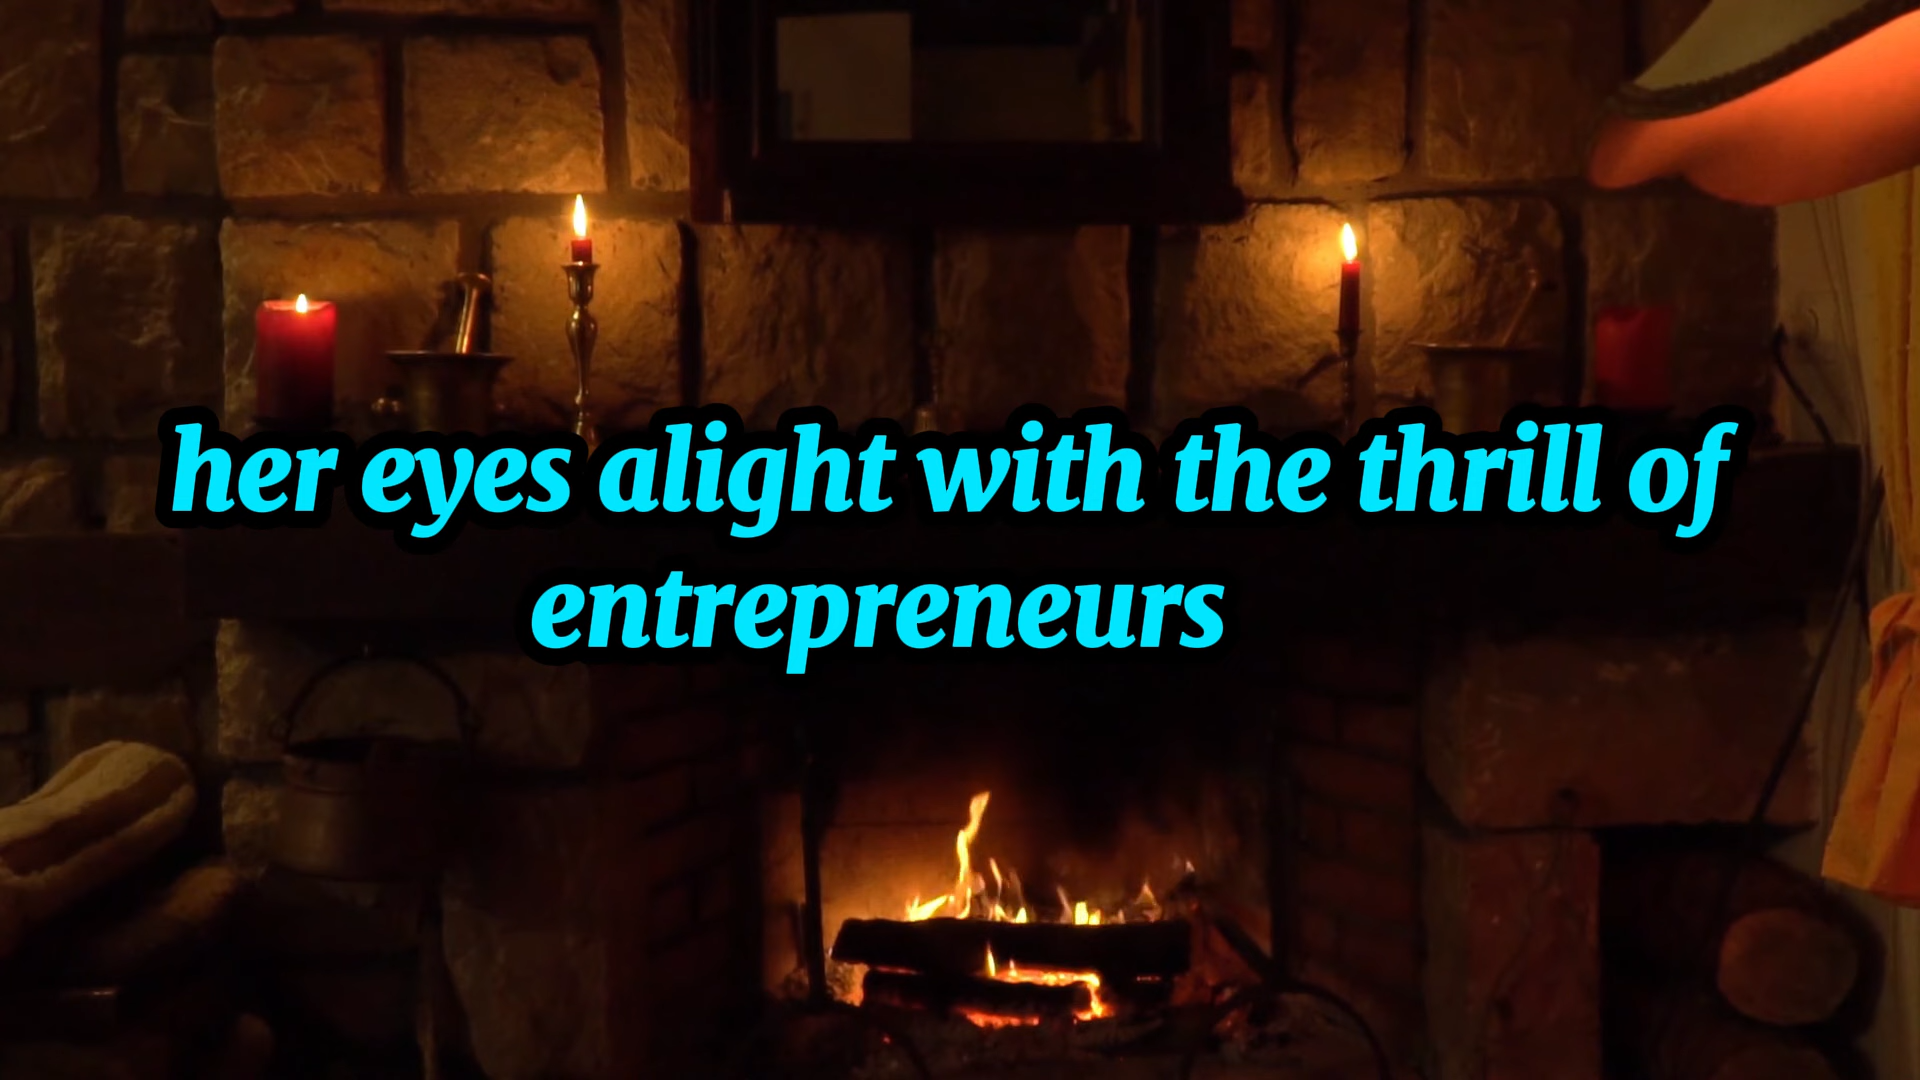 her eyes alight with the thrill of
entrepreneurs